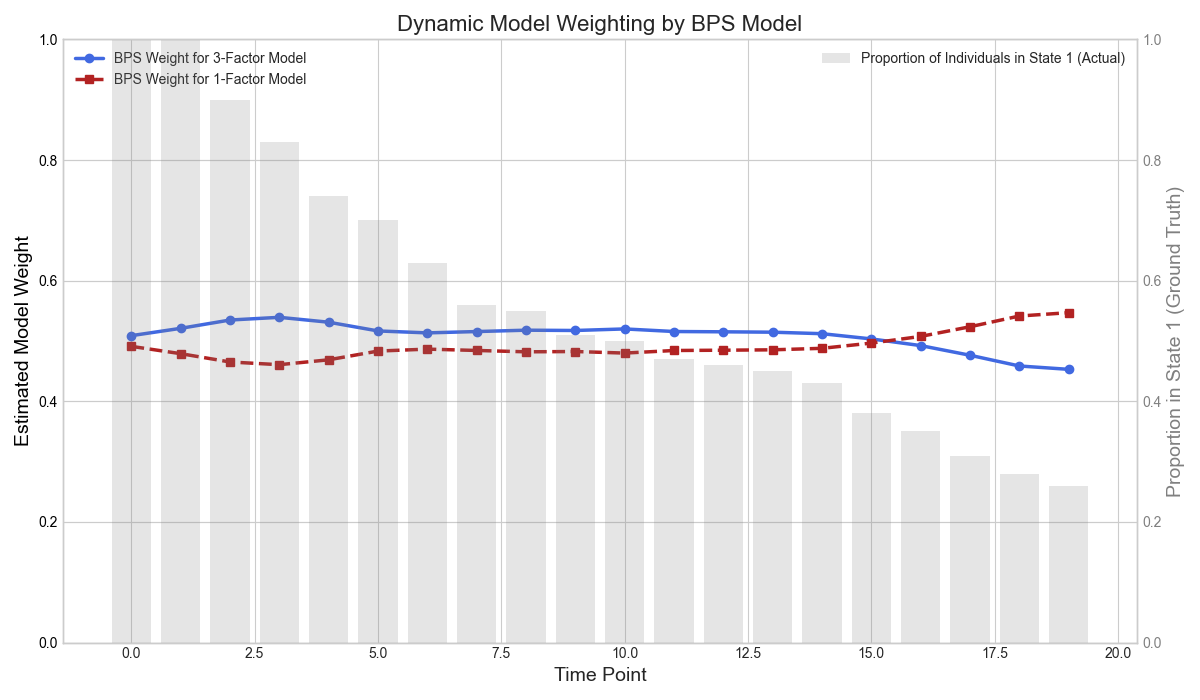 Dynamic Model Weighting by BPS Model
BPS Weight for 3-Factor Model
BPS Weight for 1-Factor Model
Proportion of Individuals in State 1 (Actual)
Estimated Model Weight
1.0
0.8
0.6
0.4
0.2
0.0
Proportion in State 1 (Ground Truth)
1.0
0.8
0.6
0.4
0.2
0.0
0.0 2.5 5.0 7.5 10.0 12.5 15.0 17.5 20.0
Time Point